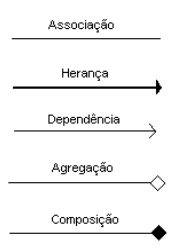 Associação
Herança
Dependência
Agregação
Composição